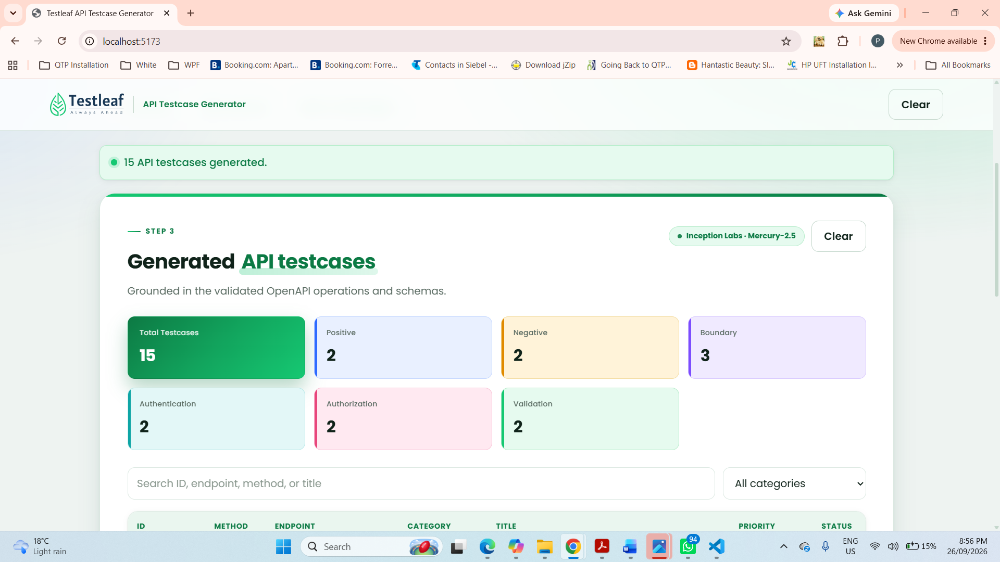 Testleaf API Testcase Generator
Ask Gemini
localhost:5173
P
New Chrome available
QTP Installation
White
WPF
B.
Booking.com: Apart...
B.
Booking.com: Forre...
Contacts in Siebel -...
Download jZip
Going Back to QTP...
Hantastic Beauty: SI...
HP UFT Installation I...
All Bookmarks
Testleaf
Always Ahead
API Testcase Generator
Clear
15 API testcases generated.
STEP 3
Inception Labs · Mercury-2.5
Clear
Generated API testcases
Grounded in the validated OpenAPI operations and schemas.
Total Testcases
15
Positive
2
Negative
2
Boundary
3
Authentication
2
Authorization
2
Validation
2
Search ID, endpoint, method, or title
All categories
ID METHOD ENDPOINT CATEGORY TITLE PRIORITY STATUS
18°C
Light rain
Search
94
ENG
US
15%
8:56 PM
26/09/2026